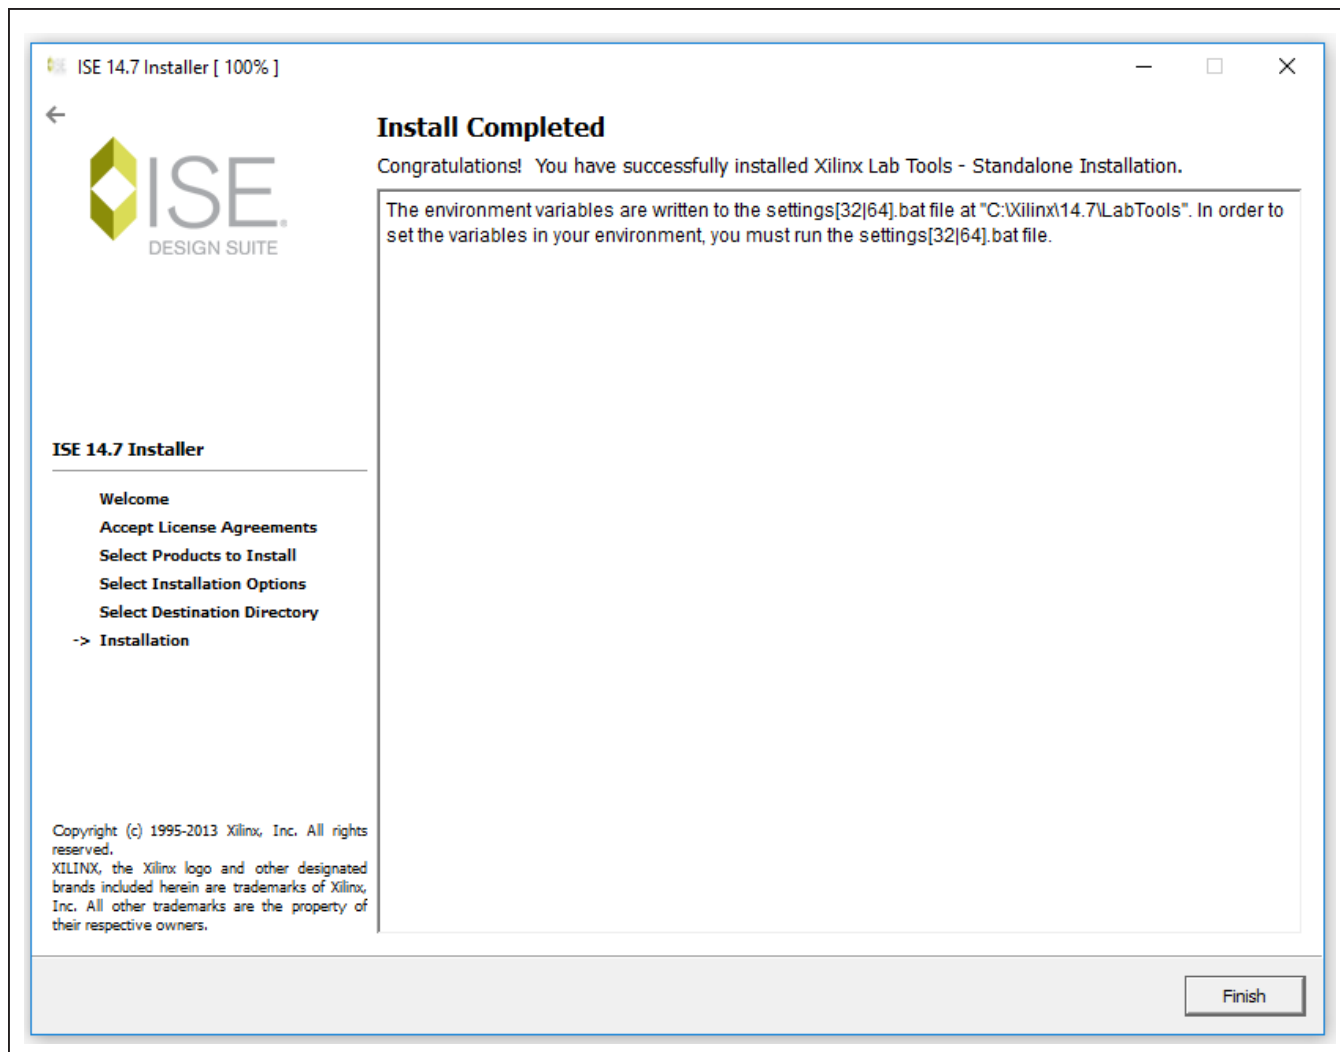 ISE 14.7 Installer [ 100% ]
Install Completed
Congratulations! You have successfully installed Xilinx Lab Tools - Standalone Installation.
The environment variables are written to the settings[32|64].bat file at "C:\Xilinx\14.7\LabTools". In order to
set the variables in your environment, you must run the settings[32|64].bat file.
ISE.
DESIGN SUITE
ISE 14.7 Installer
Welcome
Accept License Agreements
Select Products to Install
Select Installation Options
Select Destination Directory
-> Installation
Copyright (c) 1995-2013 Xilinx, Inc. All rights
reserved.
XILINX, the Xilinx logo and other designated
brands included herein are trademarks of Xilinx,
Inc. All other trademarks are the property of
their respective owners.
Finish